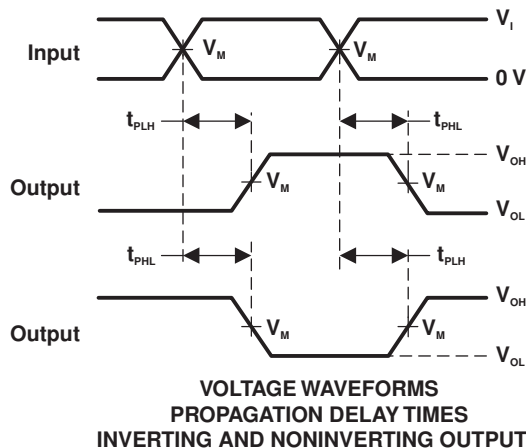 V_I
Input
V_M
V_M
0 V
t_PLH
t_PHL
V_OH
Output
V_M
V_M
V_OL
t_PHL
t_PLH
V_OH
Output
V_M
V_M
V_OL
VOLTAGE WAVEFORMS
PROPAGATION DELAY TIMES
INVERTING AND NONINVERTING OUTPUT